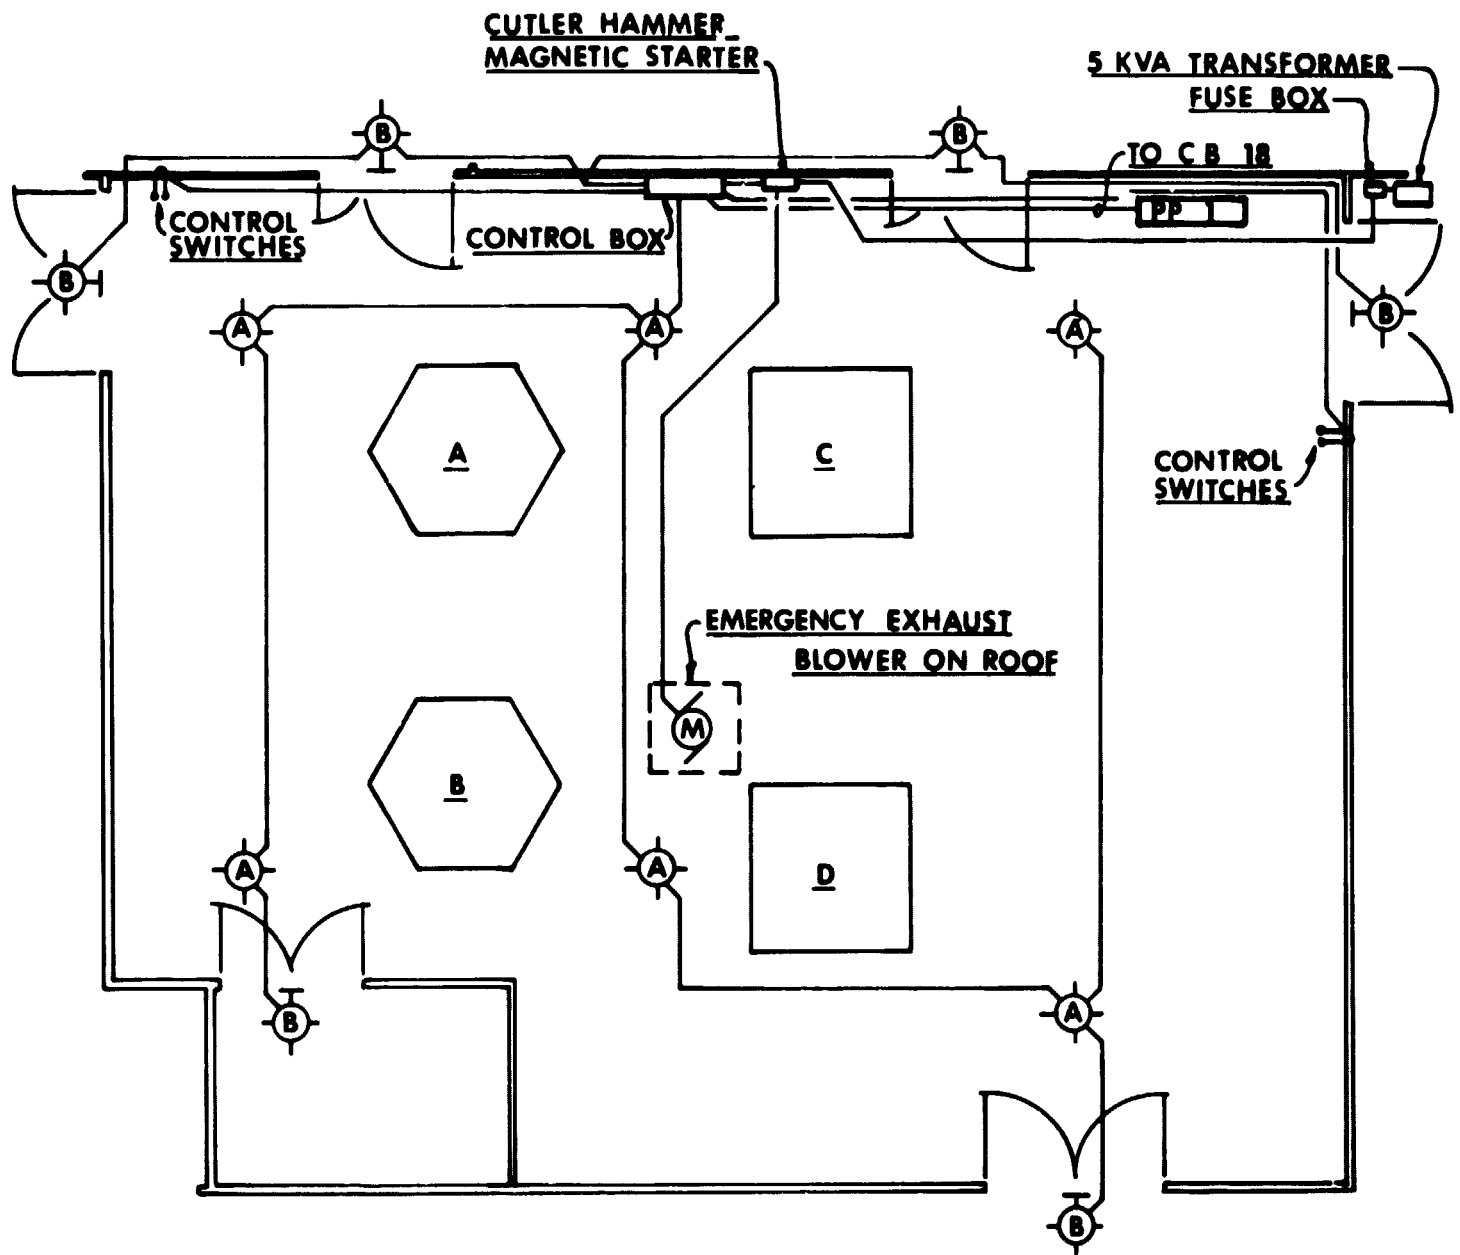 CUTLER HAMMER
MAGNETIC STARTER
5 KVA TRANSFORMER
FUSE BOX
B
B
TO C B 18
CONTROL
SWITCHES
CONTROL BOX
PP
B
B
A
A
A
A
C
CONTROL
SWITCHES
EMERGENCY EXHAUST
BLOWER ON ROOF
M
B
A
A
D
B
A
B